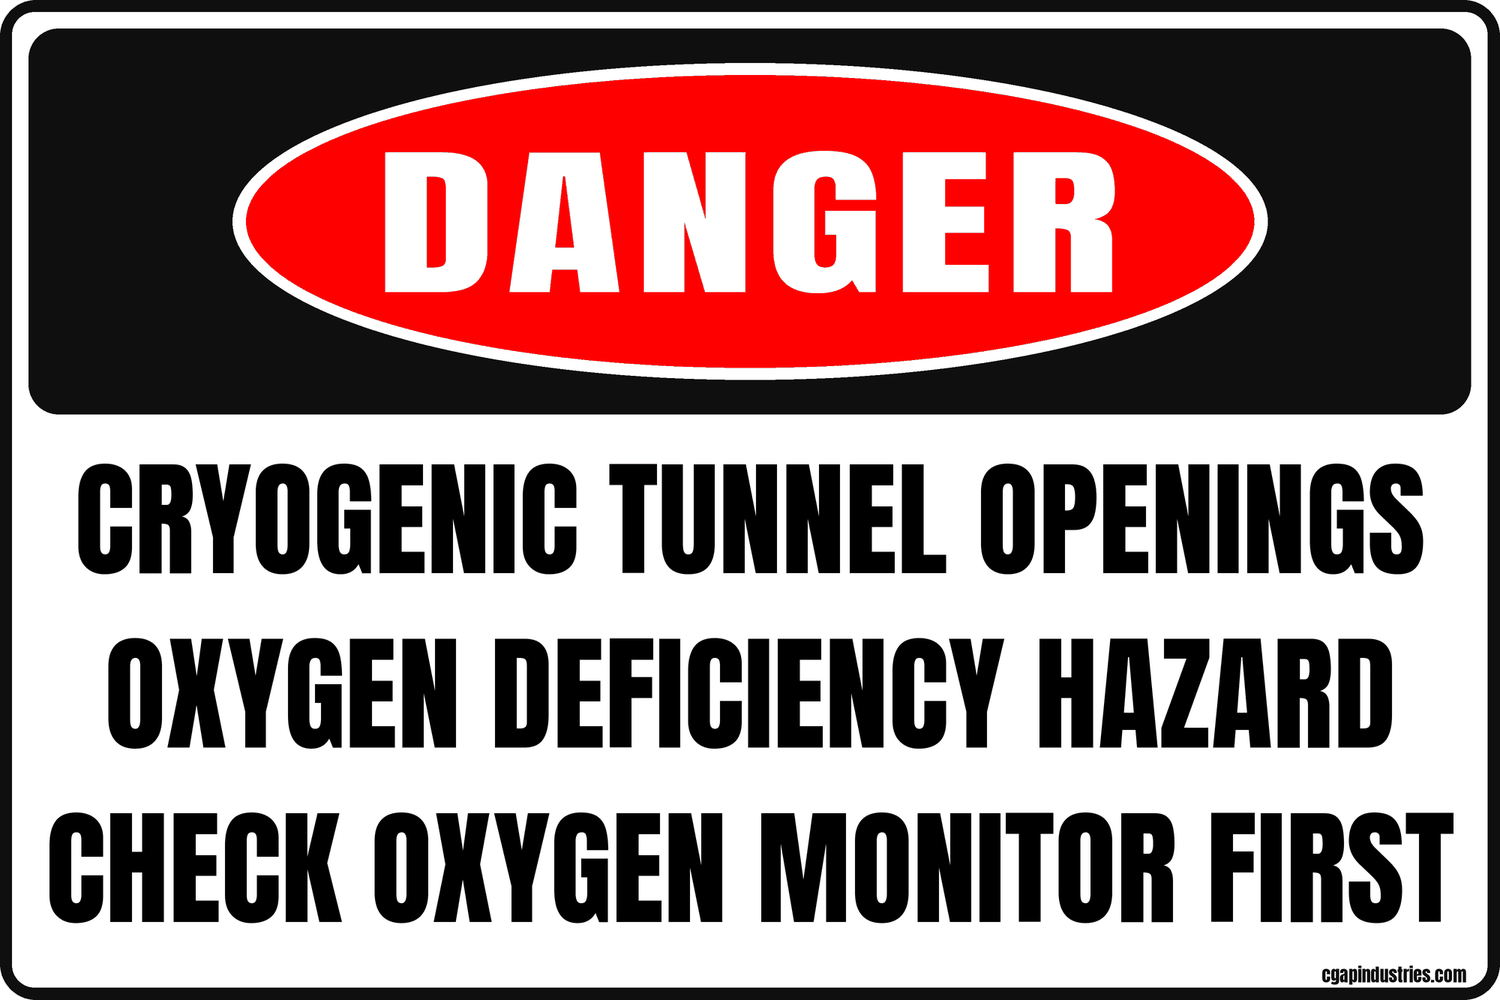 DANGER
CRYOGENIC TUNNEL OPENINGS
OXYGEN DEFICIENCY HAZARD
CHECK OXYGEN MONITOR FIRST
cgapindustries.com